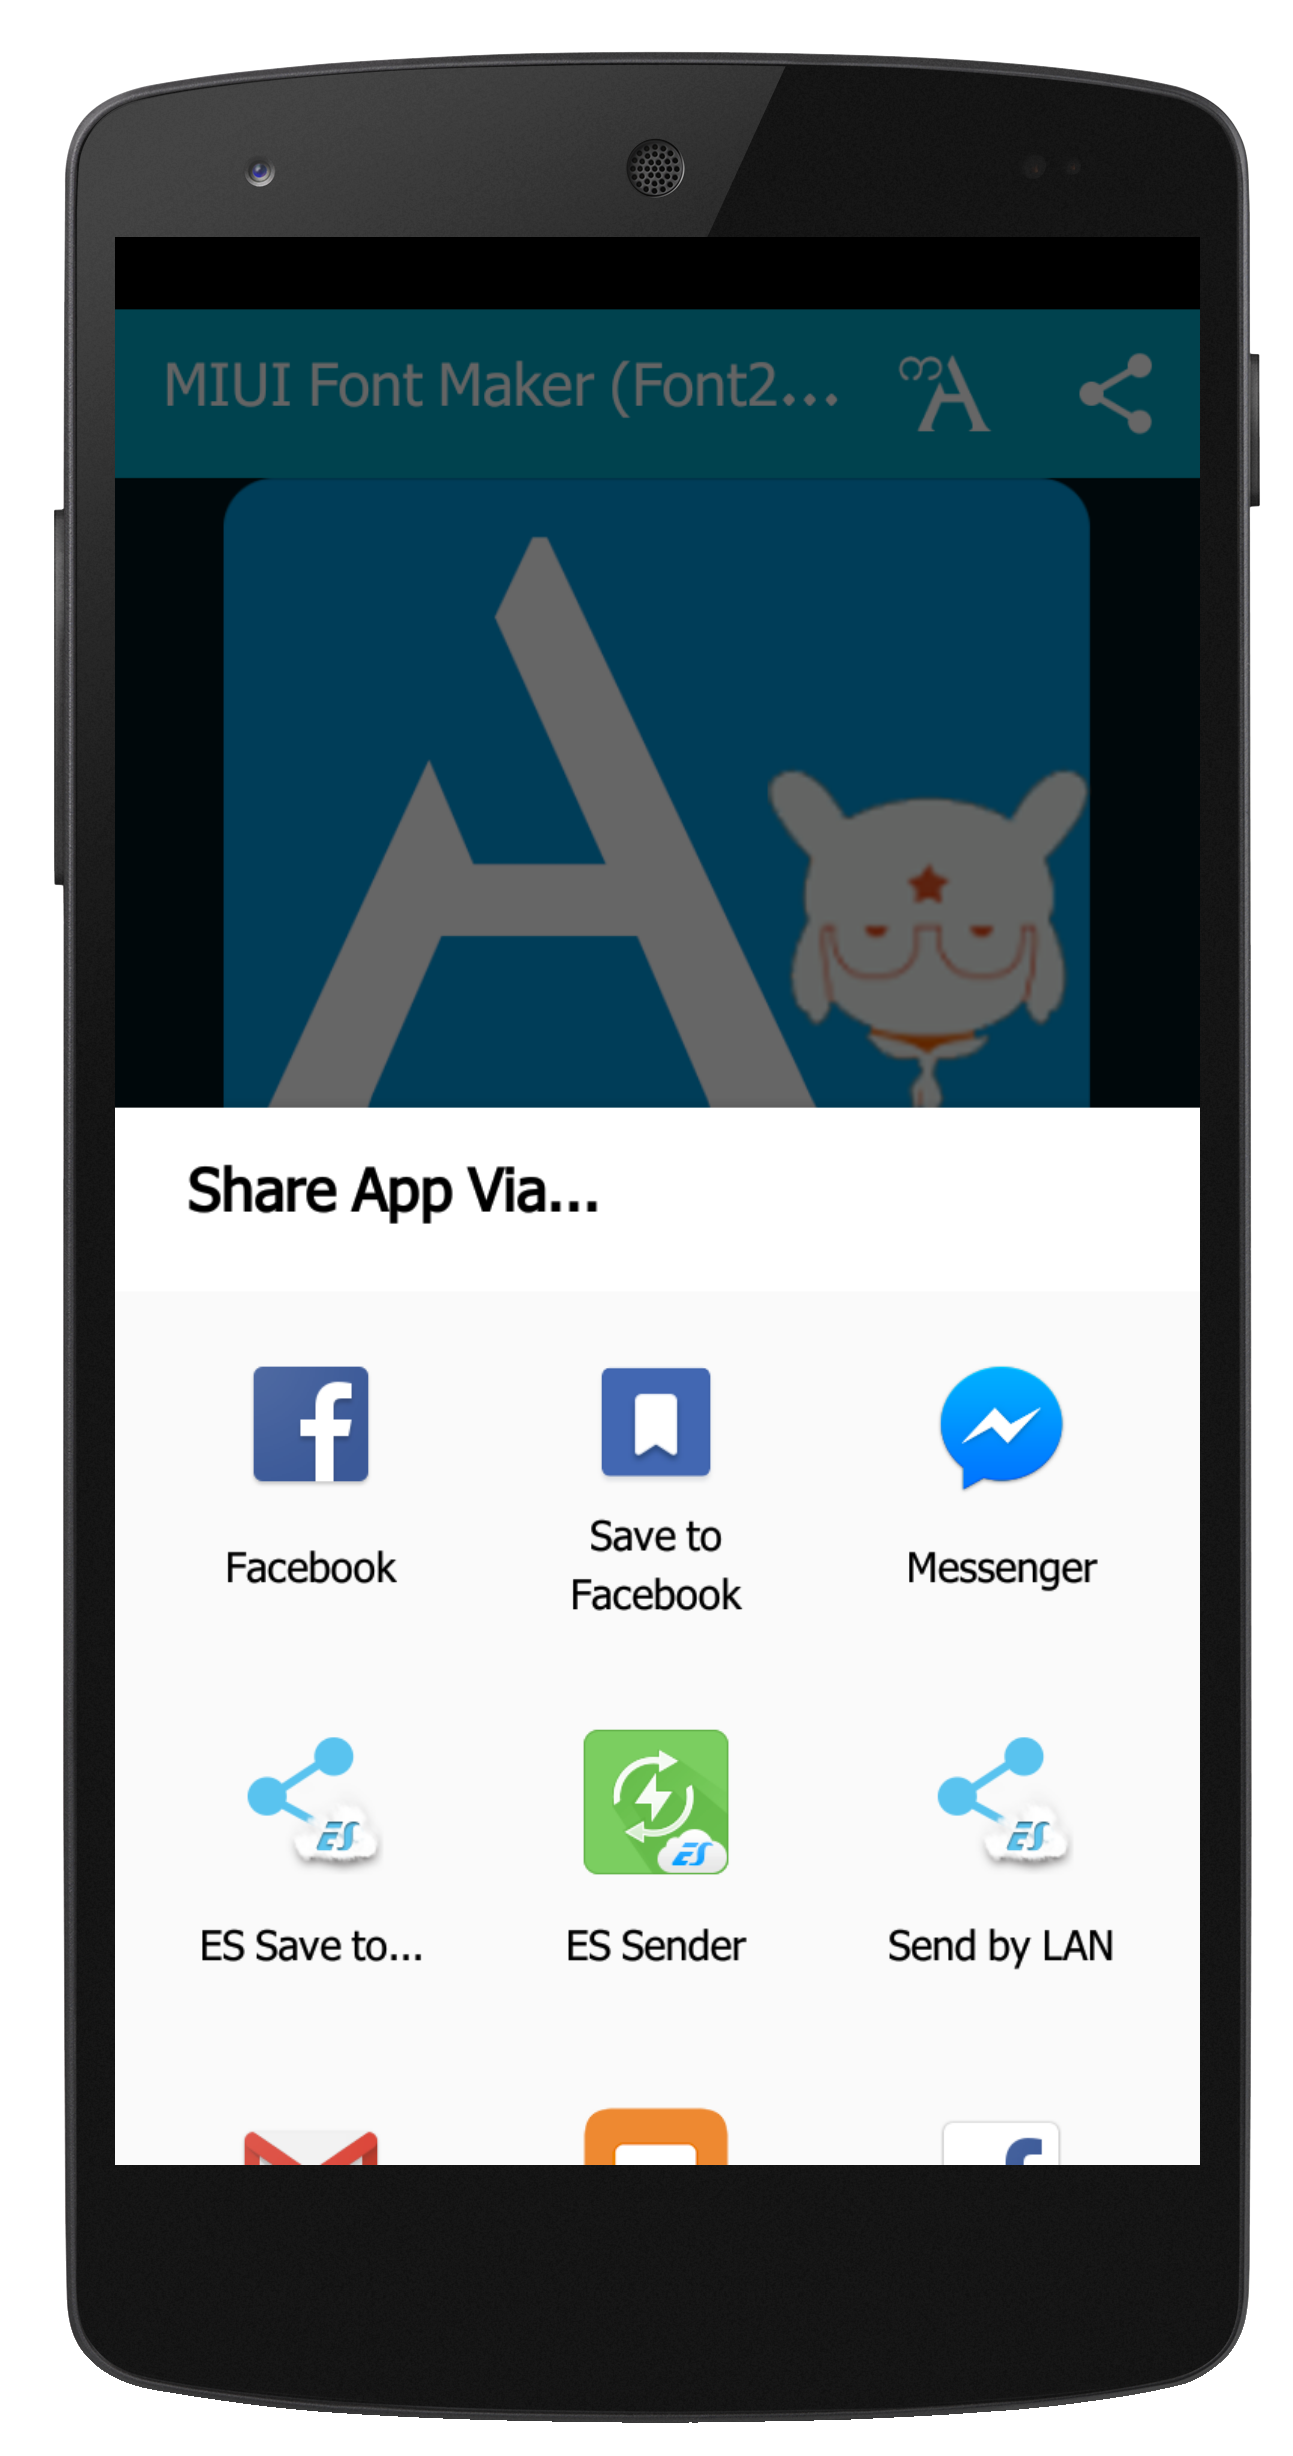 MIUI Font Maker (Font2...
Share App Via...
Facebook
Save to
Facebook
Messenger
ES Save to...
ES Sender
Send by LAN